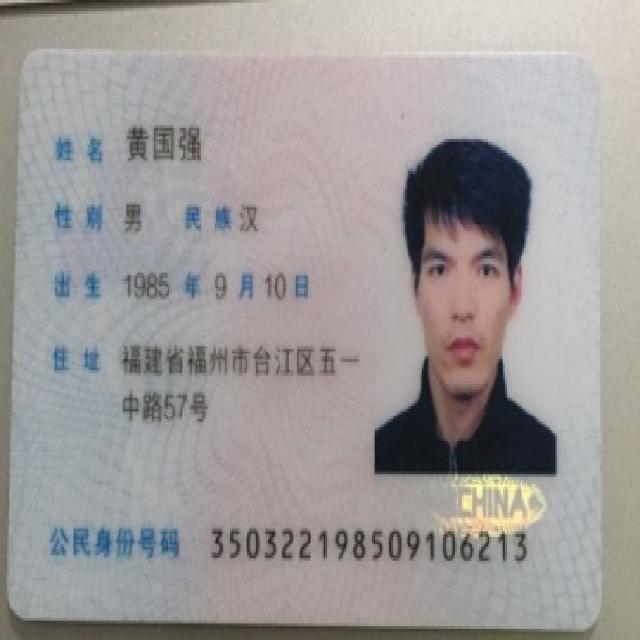 姓名 黄国强
性别 男 民族 汉
出生 1985 年 9 月 10 日
住址 福建省福州市台江区五一
中路57号
CHINA
公民身份号码 350322198509106213